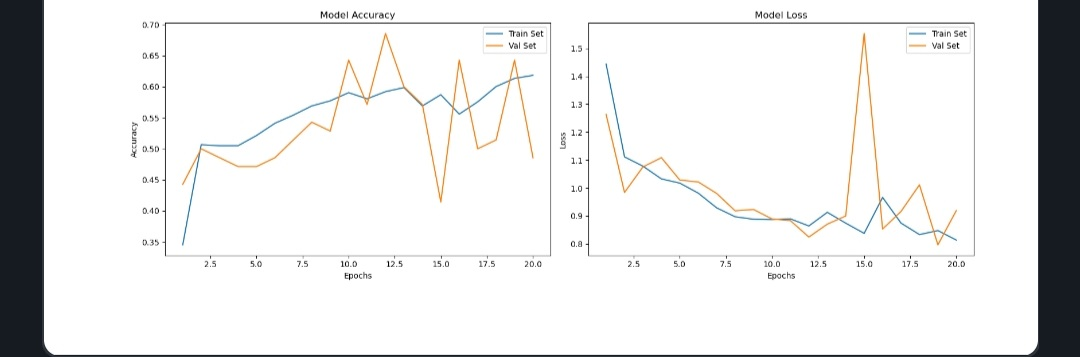 Model Accuracy
0.70
0.65
0.60
0.55
0.50
0.45
0.40
0.35
Accuracy
2.5 5.0 7.5 10.0 12.5 15.0 17.5 20.0
Epochs
Train Set
Val Set
Model Loss
1.5
1.4
1.3
1.2
1.1
1.0
0.9
0.8
Loss
2.5 5.0 7.5 10.0 12.5 15.0 17.5 20.0
Epochs
Train Set
Val Set